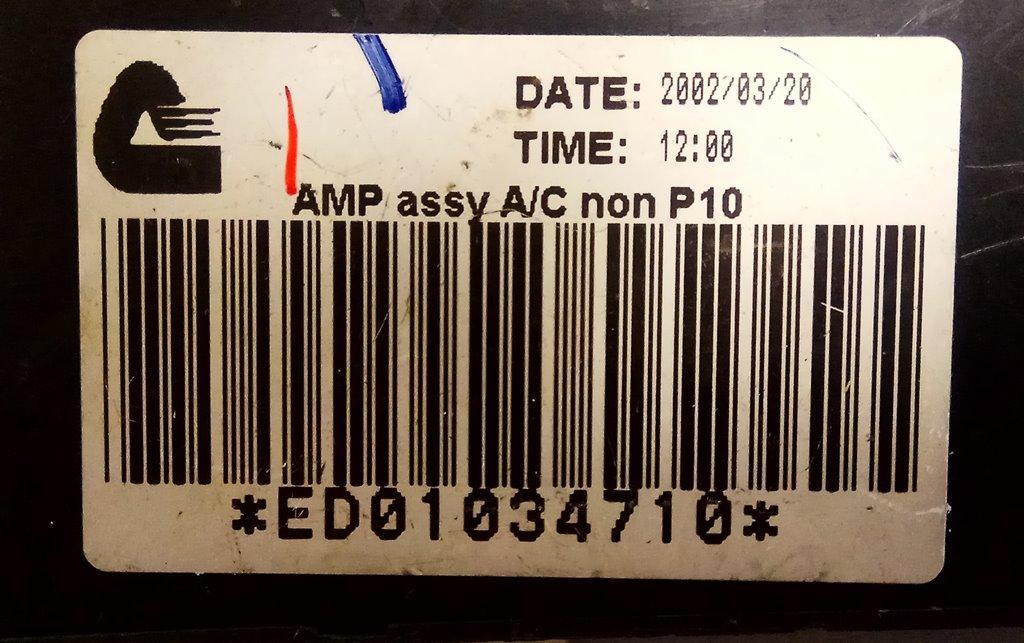 DATE: 2002/03/20
TIME: 12:00
AMP assy A/C non P10
*ED01034710*